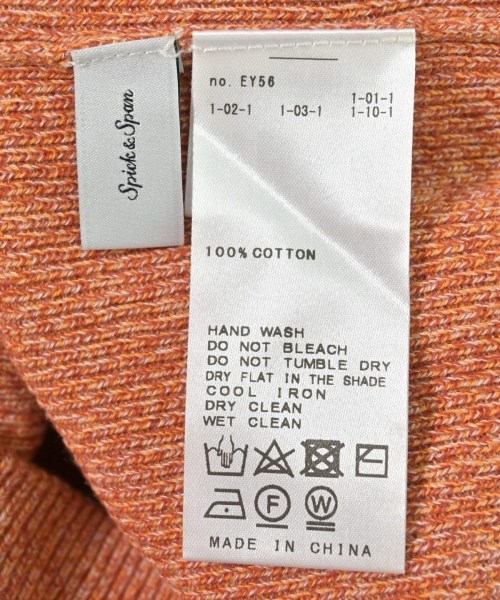 Spick & Span
no. EY56
1-01-1
1-02-1 1-03-1 1-10-1
100% COTTON
HAND WASH
DO NOT BLEACH
DO NOT TUMBLE DRY
DRY FLAT IN THE SHADE
COOL IRON
DRY CLEAN
WET CLEAN
F W
MADE IN CHINA